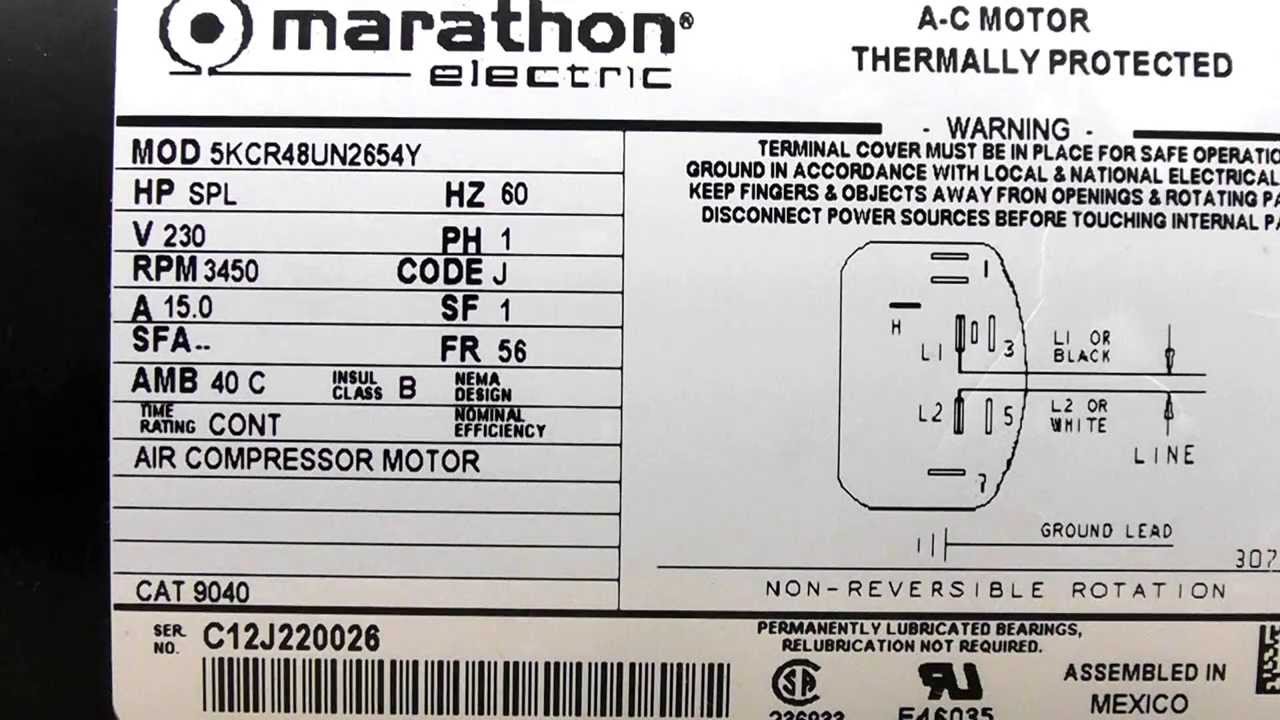 marathon®
electric
A-C MOTOR
THERMALLY PROTECTED
- WARNING -
TERMINAL COVER MUST BE IN PLACE FOR SAFE OPERATIO
GROUND IN ACCORDANCE WITH LOCAL & NATIONAL ELECTRICAL
KEEP FINGERS & OBJECTS AWAY FRON OPENINGS & ROTATING PA
DISCONNECT POWER SOURCES BEFORE TOUCHING INTERNAL PA
MOD 5KCR48UN2654Y
HP SPL HZ 60
V 230 PH 1
RPM 3450 CODE J
A 15.0 SF 1
SFA -- FR 56
AMB 40 C INSUL CLASS B NEMA DESIGN
TIME RATING CONT NOMINAL EFFICIENCY
AIR COMPRESSOR MOTOR
CAT 9040
1
H
L1 3
L1 OR
BLACK
L2 5
L2 OR
WHITE
LINE
7
GROUND LEAD
307
NON-REVERSIBLE ROTATION
SER. NO. C12J220026
PERMANENTLY LUBRICATED BEARINGS,
RELUBRICATION NOT REQUIRED.
ASSEMBLED IN
MEXICO
236933
E46035